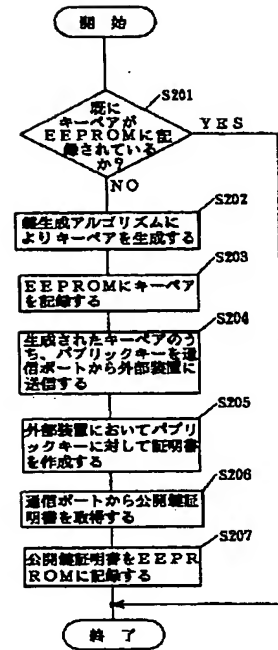 開 始
S201
既に
キーペアが
EEPROMに記
録されている
か?
YES
NO
S202
鍵生成アルゴリズムに
よりキーペアを生成する
S203
EEPROMにキーペア
を記録する
S204
生成されたキーペアのう
ち、パブリックキーを通
信ポートから外部装置に
送信する
S205
外部装置においてパブリ
ックキーに対して証明書
を作成する
S206
通信ポートから公開鍵証
明書を取得する
S207
公開鍵証明書をEEPR
ROMに記録する
終 了